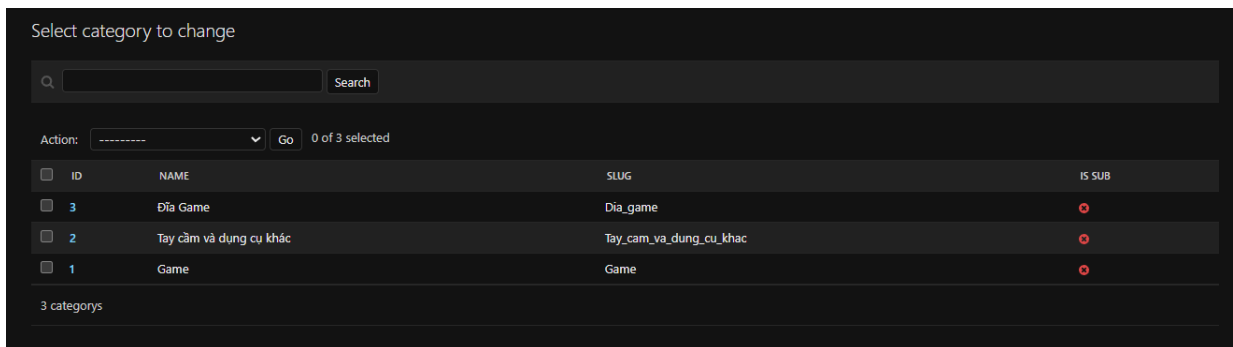 Select category to change
Search
Action: --------- Go 0 of 3 selected
ID NAME SLUG IS SUB
3 Đĩa Game Dia_game
2 Tay cầm và dụng cụ khác Tay_cam_va_dung_cu_khac
1 Game Game
3 categorys